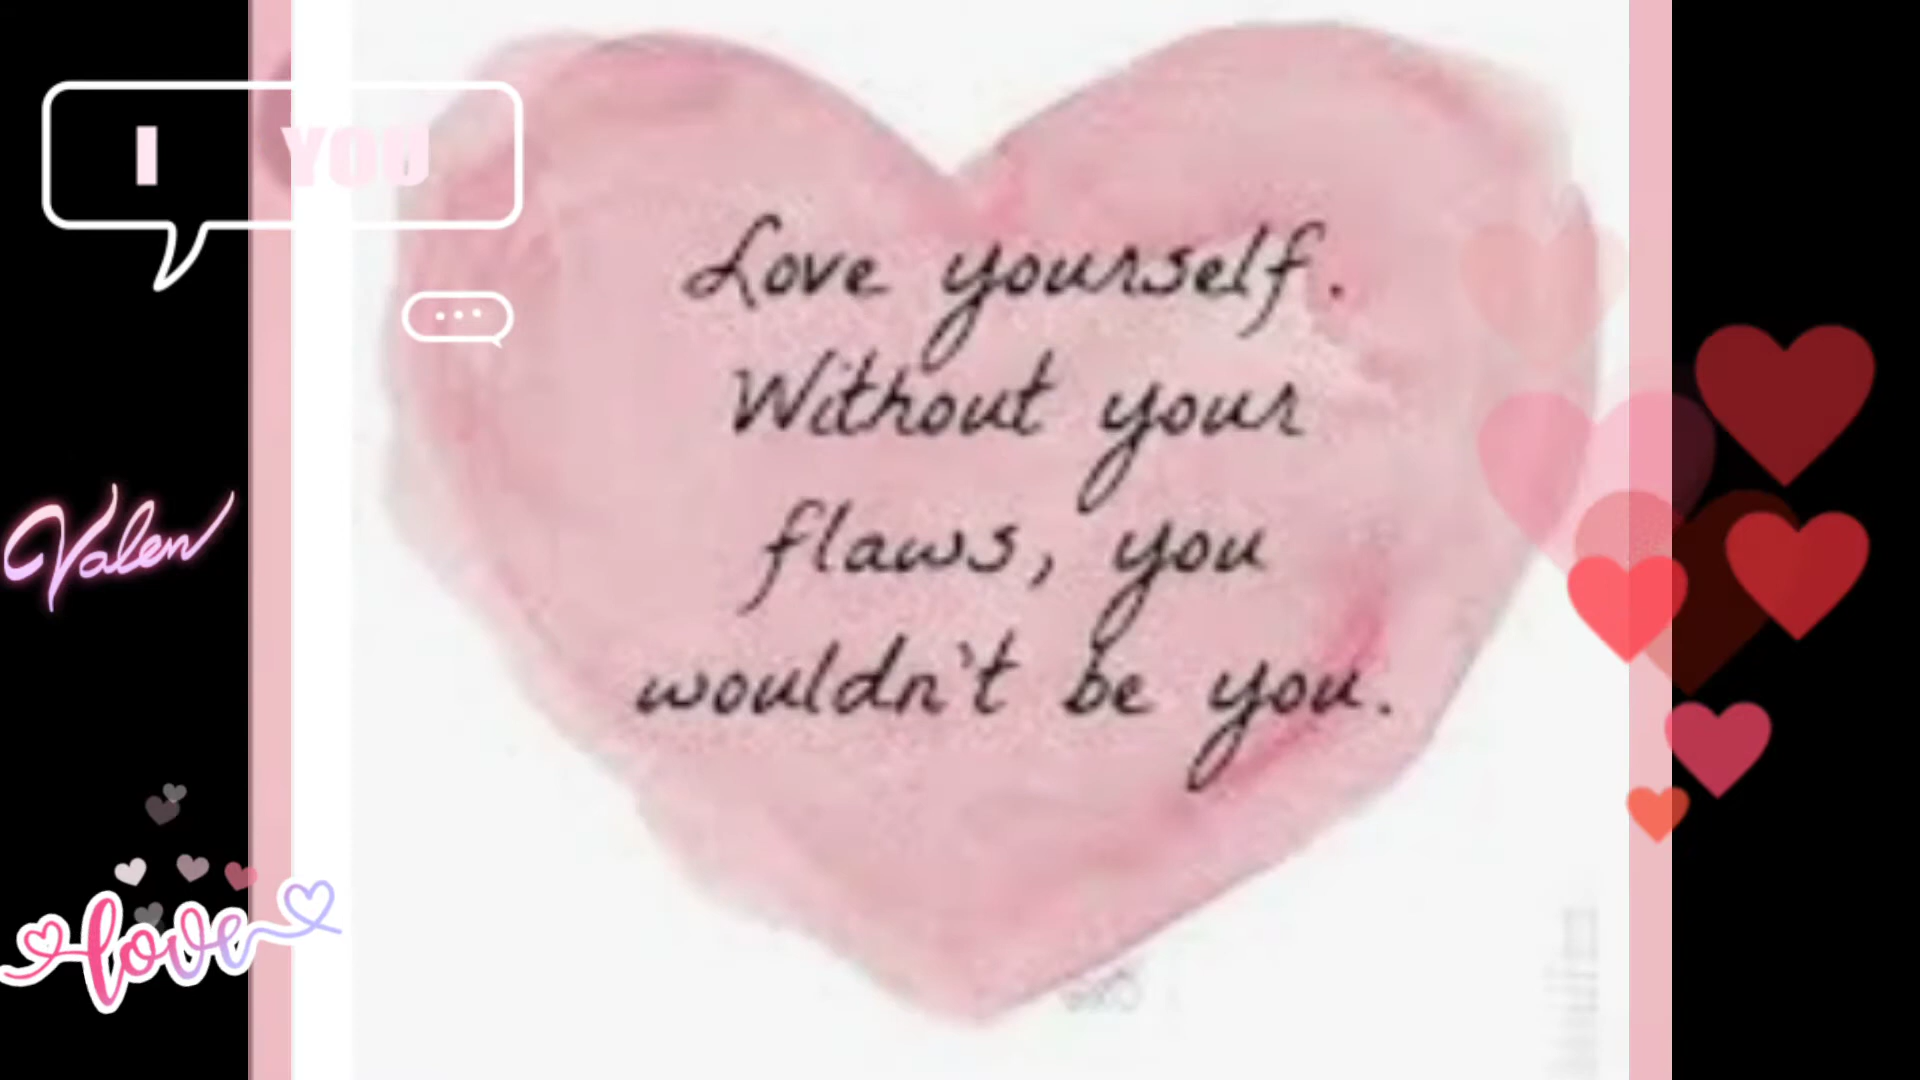 I YOU
Love yourself.
Without your
flaws, you
wouldn't be you.
Valen
love